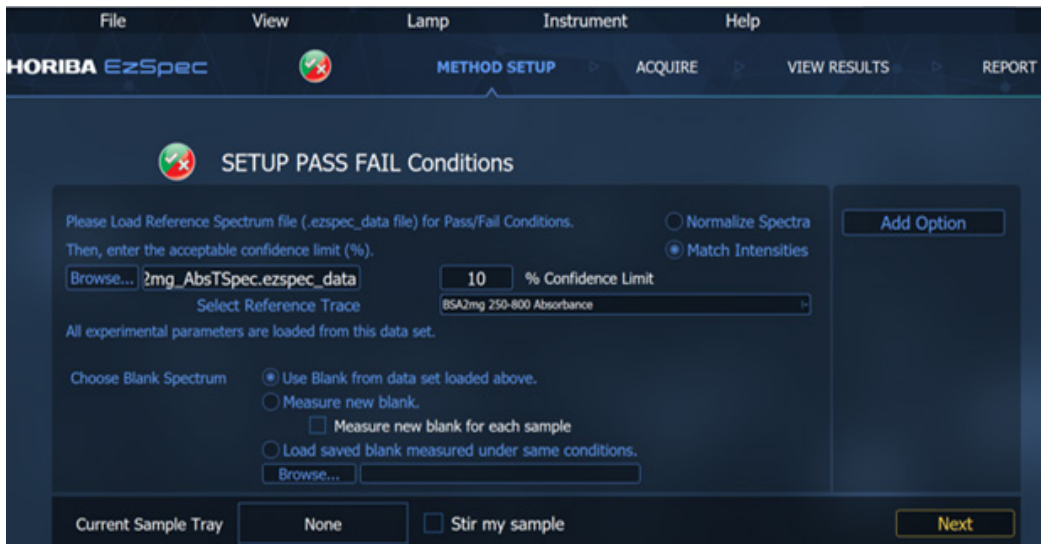 File View Lamp Instrument Help
HORIBA EzSpec METHOD SETUP ACQUIRE VIEW RESULTS REPORT
SETUP PASS FAIL Conditions
Please Load Reference Spectrum file (.ezspec_data file) for Pass/Fail Conditions.
Normalize Spectra
Add Option
Then, enter the acceptable confidence limit (%).
Match Intensities
Browse... 2mg_AbsTSpec.ezspec_data 10 % Confidence Limit
Select Reference Trace BSA2mg 250-800 Absorbance
All experimental parameters are loaded from this data set.
Choose Blank Spectrum Use Blank from data set loaded above.
Measure new blank.
Measure new blank for each sample
Load saved blank measured under same conditions.
Browse...
Current Sample Tray None Stir my sample Next